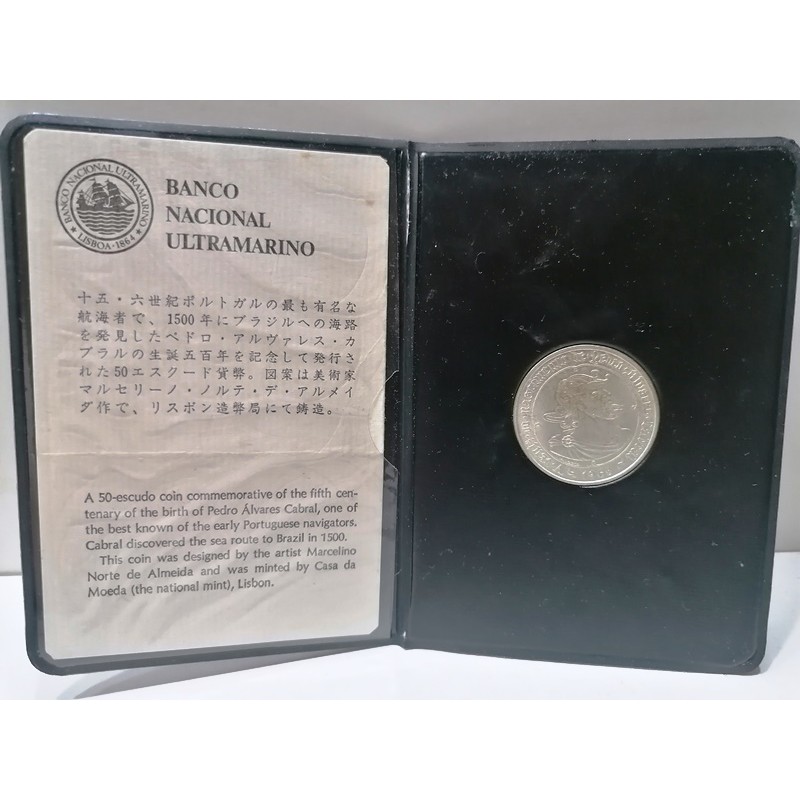 BANCO NACIONAL ULTRAMARINO
LISBOA · 1864
BANCO
NACIONAL
ULTRAMARINO
十五・六世紀ポルトガルの最も有名な
航海者で、1500年にブラジルへの海路
を発見したペドロ・アルヴァレス・カ
ブラルの生誕五百年を記念して発行さ
れた50エスクード貨幣。図案は美術家
マルセリーノ・ノルテ・デ・アルメイ
ダ作で、リスボン造幣局にて鋳造。
A 50-escudo coin commemorative of the fifth cen-
tenary of the birth of Pedro Álvares Cabral, one of
the best known of the early Portuguese navigators.
Cabral discovered the sea route to Brazil in 1500.
This coin was designed by the artist Marcelino
Norte de Almeida and was minted by Casa da
Moeda (the national mint), Lisbon.